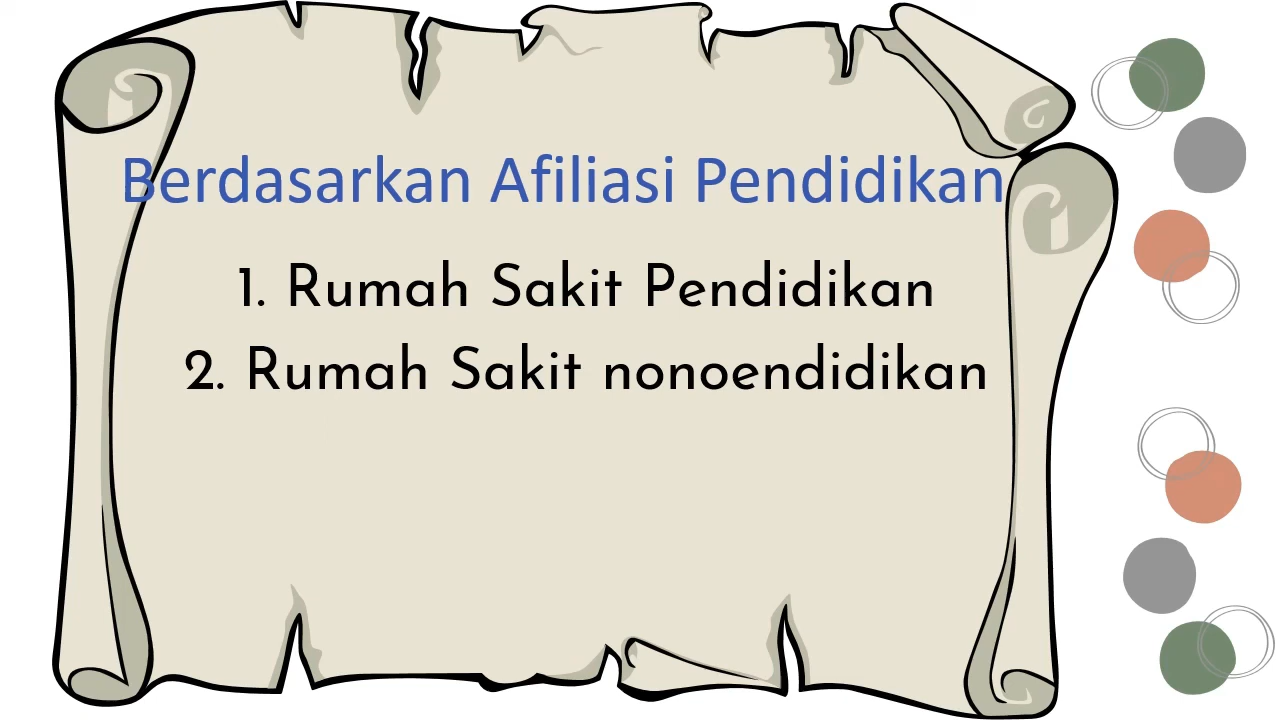 Berdasarkan Afiliasi Pendidikan
1. Rumah Sakit Pendidikan
2. Rumah Sakit nonoendidikan